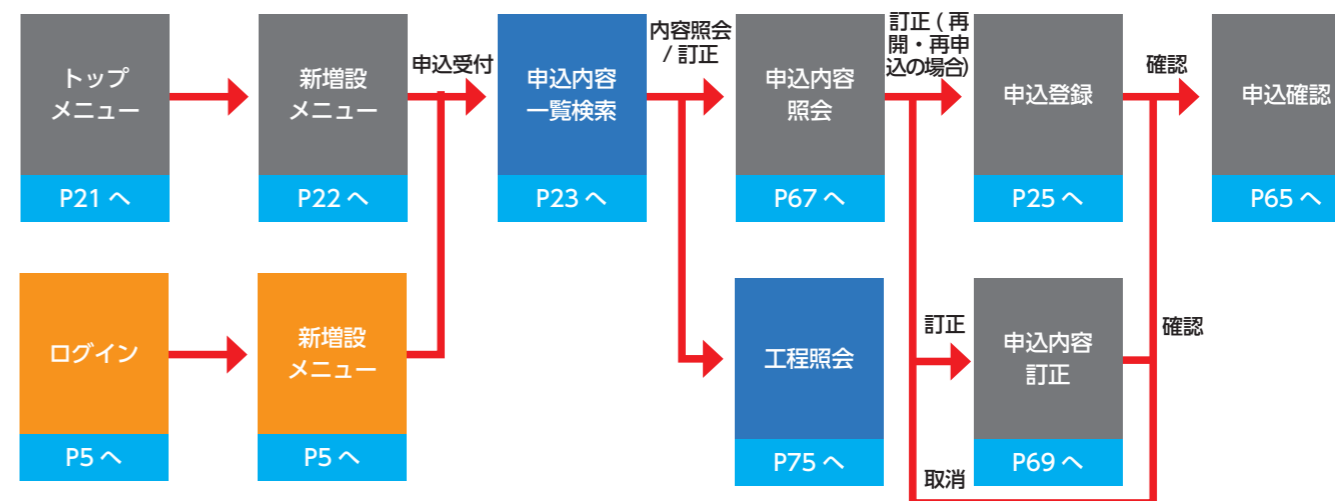 トップ
メニュー
P21 へ
新増設
メニュー
P22 へ
申込受付
申込内容
一覧検索
P23 へ
内容照会
/ 訂正
申込内容
照会
P67 へ
訂正 ( 再
開・再申
込の場合)
申込登録
P25 へ
確認
申込確認
P65 へ
ログイン
P5 へ
新増設
メニュー
P5 へ
工程照会
P75 へ
訂正
申込内容
訂正
P69 へ
確認
取消